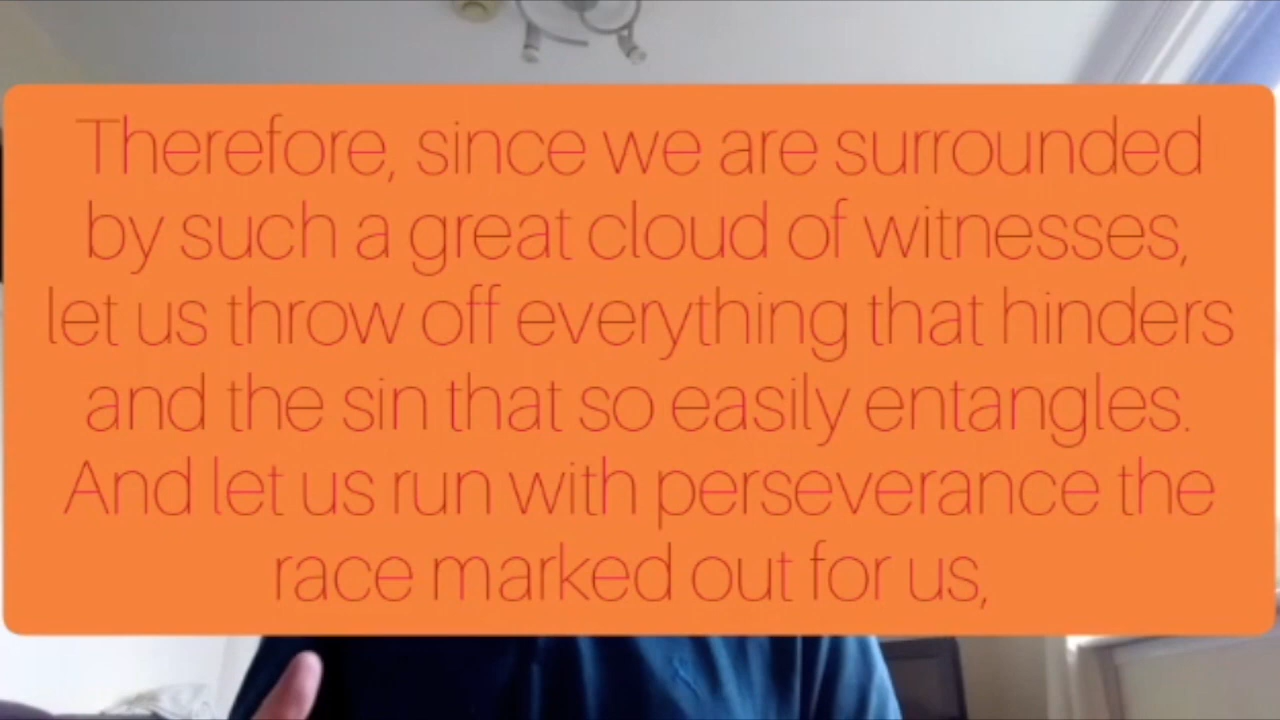 Therefore, since we are surrounded
by such a great cloud of witnesses,
let us throw off everything that hinders
and the sin that so easily entangles.
And let us run with perseverance the
race marked out for us,